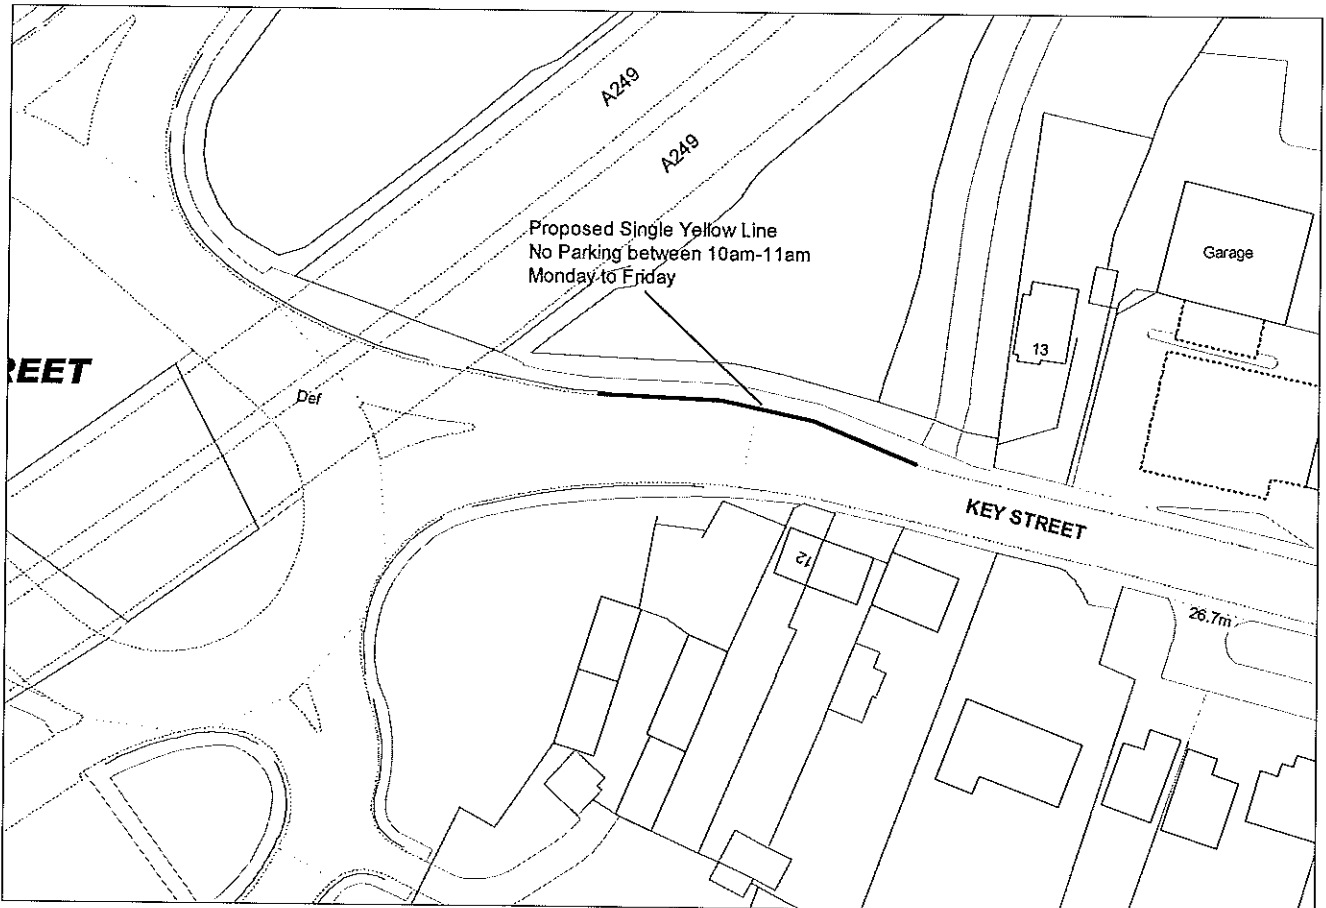 A249
A249
Proposed Single Yellow Line
No Parking between 10am-11am
Monday to Friday
Garage
13
REET
Def
KEY STREET
12
26.7m